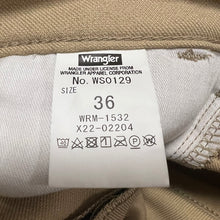 Wrangler
MADE UNDER LICENSE FROM
WRANGLER APPAREL CORPORATION
No. WS0129
SIZE
36
WRM-1532
X22-02204